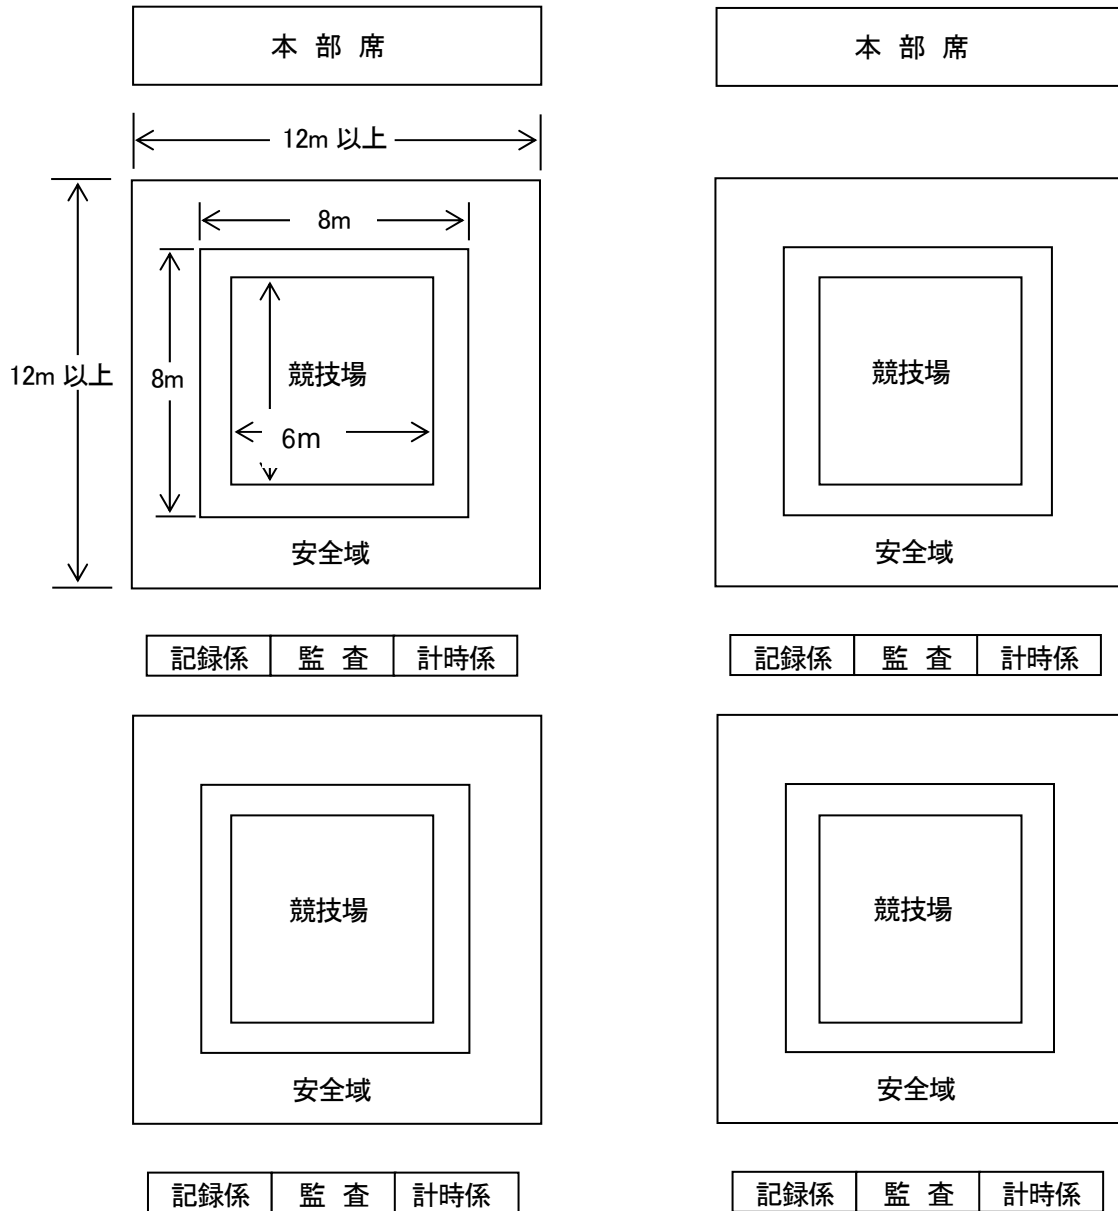 本 部 席
本 部 席
12m 以上
8m
12m 以上
8m
競技場
競技場
6m
安全域
安全域
記録係 監 査 計時係
記録係 監 査 計時係
競技場
競技場
安全域
安全域
記録係 監 査 計時係
記録係 監 査 計時係